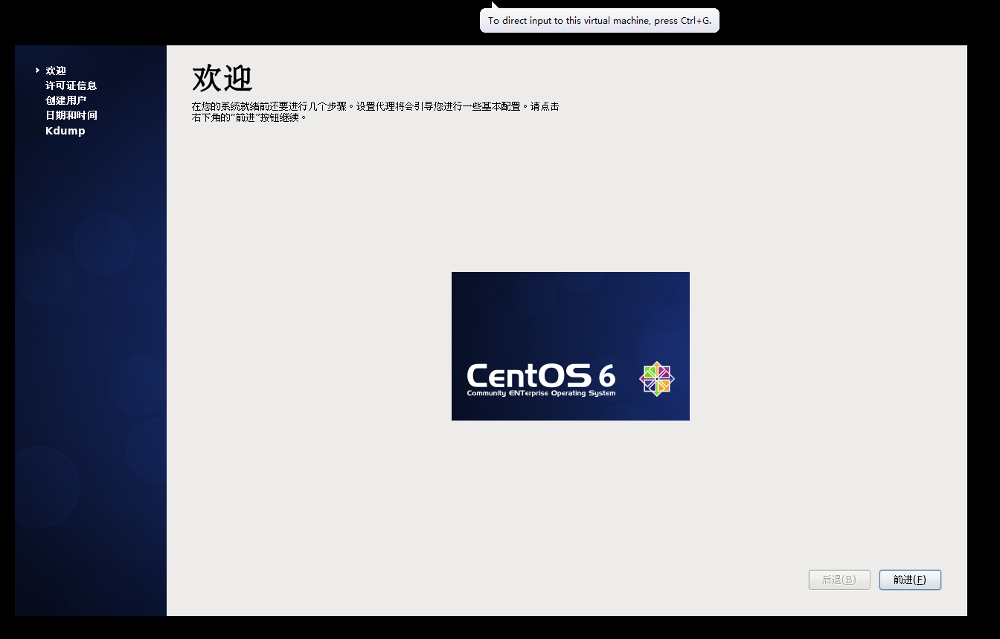 To direct input to this virtual machine, press Ctrl+G.
欢迎
许可证信息
创建用户
日期和时间
Kdump
欢迎
在您的系统就绪前还要进行几个步骤。设置代理将会引导您进行一些基本配置。请点击
右下角的“前进”按钮继续。
CentOS 6
Community ENTerprise Operating System
后退(B)
前进(F)